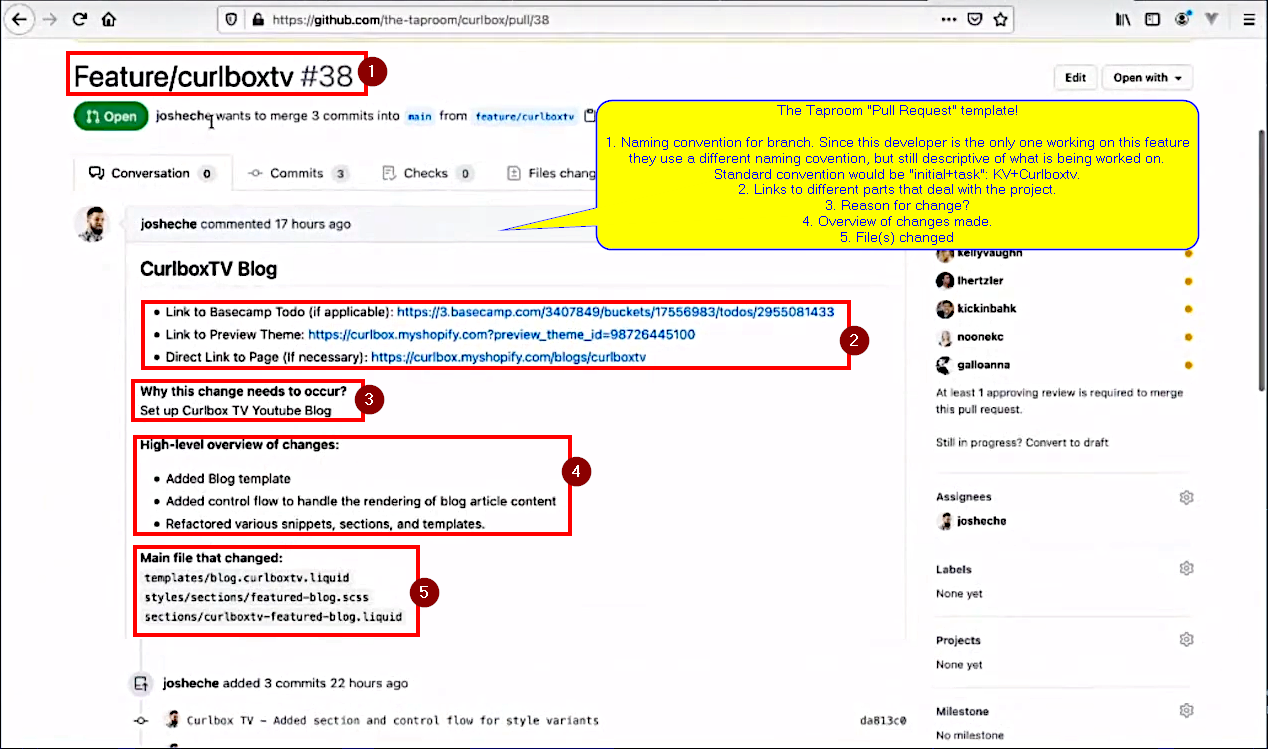 https://github.com/the-taproom/curlbox/pull/38
Feature/curlboxtv #38
1
Edit
Open with
Open
josheche wants to merge 3 commits into main from feature/curlboxtv
The Taproom "Pull Request" template!
1. Naming convention for branch. Since this developer is the only one working on this feature
they use a different naming covention, but still descriptive of what is being worked on.
Standard convention would be "initial+task": KV+Curlboxtv.
2. Links to different parts that deal with the project.
3. Reason for change?
4. Overview of changes made.
5. File(s) changed
Conversation 0
Commits 3
Checks 0
Files chang
josheche commented 17 hours ago
CurlboxTV Blog
Link to Basecamp Todo (if applicable): https://3.basecamp.com/3407849/buckets/17556983/todos/2955081433
Link to Preview Theme: https://curlbox.myshopify.com?preview_theme_id=98726445100
Direct Link to Page (If necessary): https://curlbox.myshopify.com/blogs/curlboxtv
2
Why this change needs to occur?
Set up Curlbox TV Youtube Blog
3
High-level overview of changes:
Added Blog template
Added control flow to handle the rendering of blog article content
Refactored various snippets, sections, and templates.
4
Main file that changed:
templates/blog.curlboxtv.liquid
styles/sections/featured-blog.scss
sections/curlboxtv-featured-blog.liquid
5
josheche added 3 commits 22 hours ago
Curlbox TV - Added section and control flow for style variants
da813c0
kellyvaughn
lhertzler
kickinbahk
noonekc
galloanna
At least 1 approving review is required to merge
this pull request.
Still in progress? Convert to draft
Assignees
josheche
Labels
None yet
Projects
None yet
Milestone
No milestone